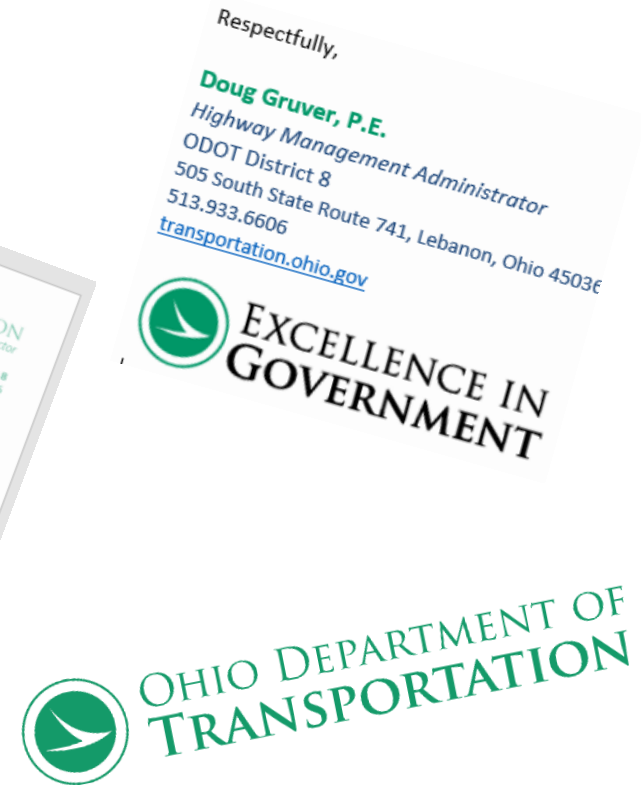 Respectfully,
Doug Gruver, P.E.
Highway Management Administrator
ODOT District 8
505 South State Route 741, Lebanon, Ohio 45036
513.933.6606
transportation.ohio.gov
EXCELLENCE IN
GOVERNMENT
ON
OHIO DEPARTMENT OF
TRANSPORTATION